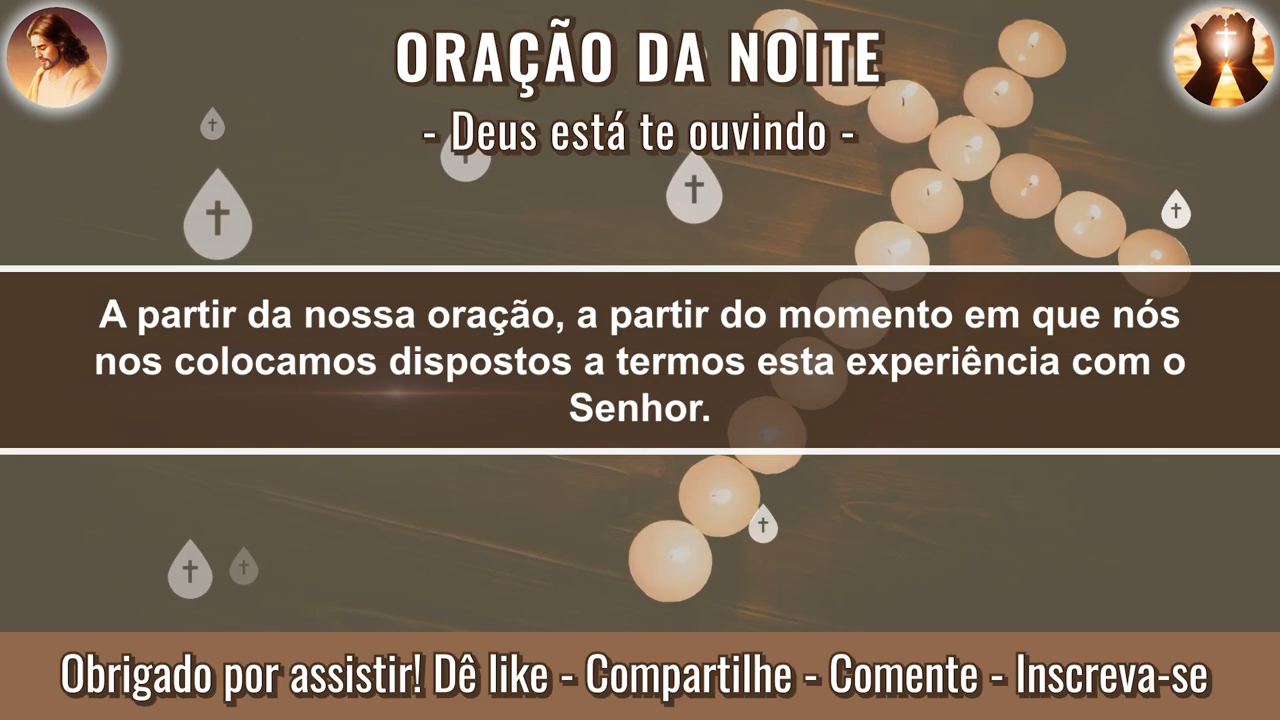 ORAÇÃO DA NOITE
- Deus está te ouvindo -
A partir da nossa oração, a partir do momento em que nós
nos colocamos dispostos a termos esta experiência com o
Senhor.
Obrigado por assistir! Dê like - Compartilhe - Comente - Inscreva-se